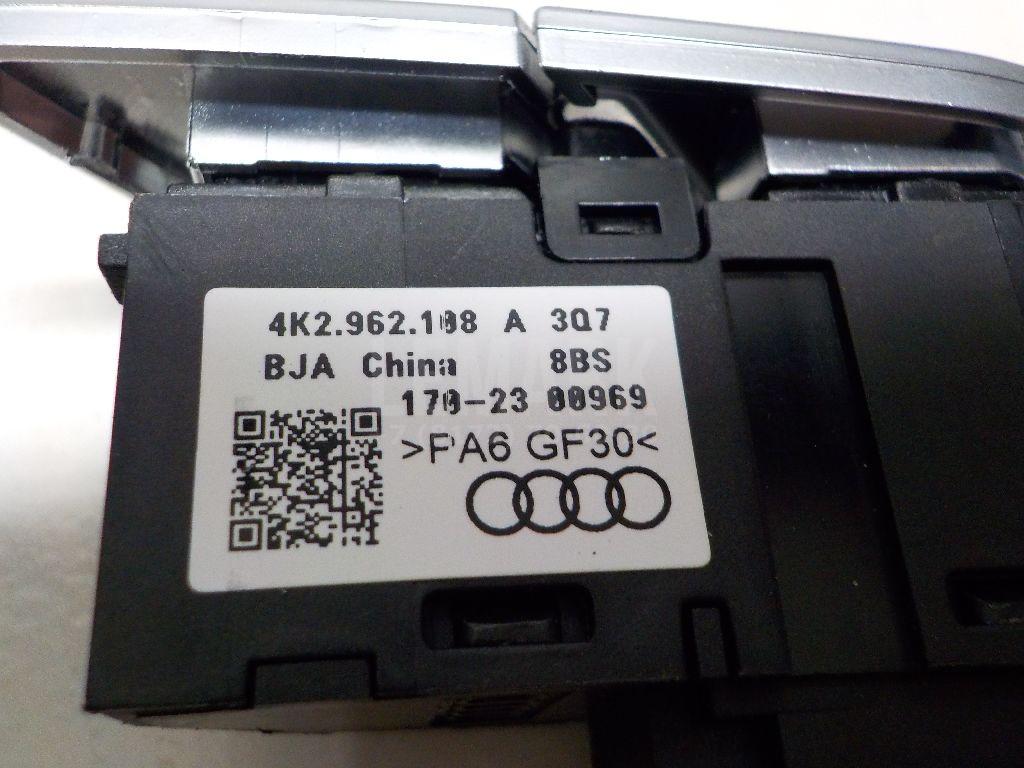 4K2.962.108 A 3Q7
BJA China 8BS
170-23 00969
>PA6 GF30<